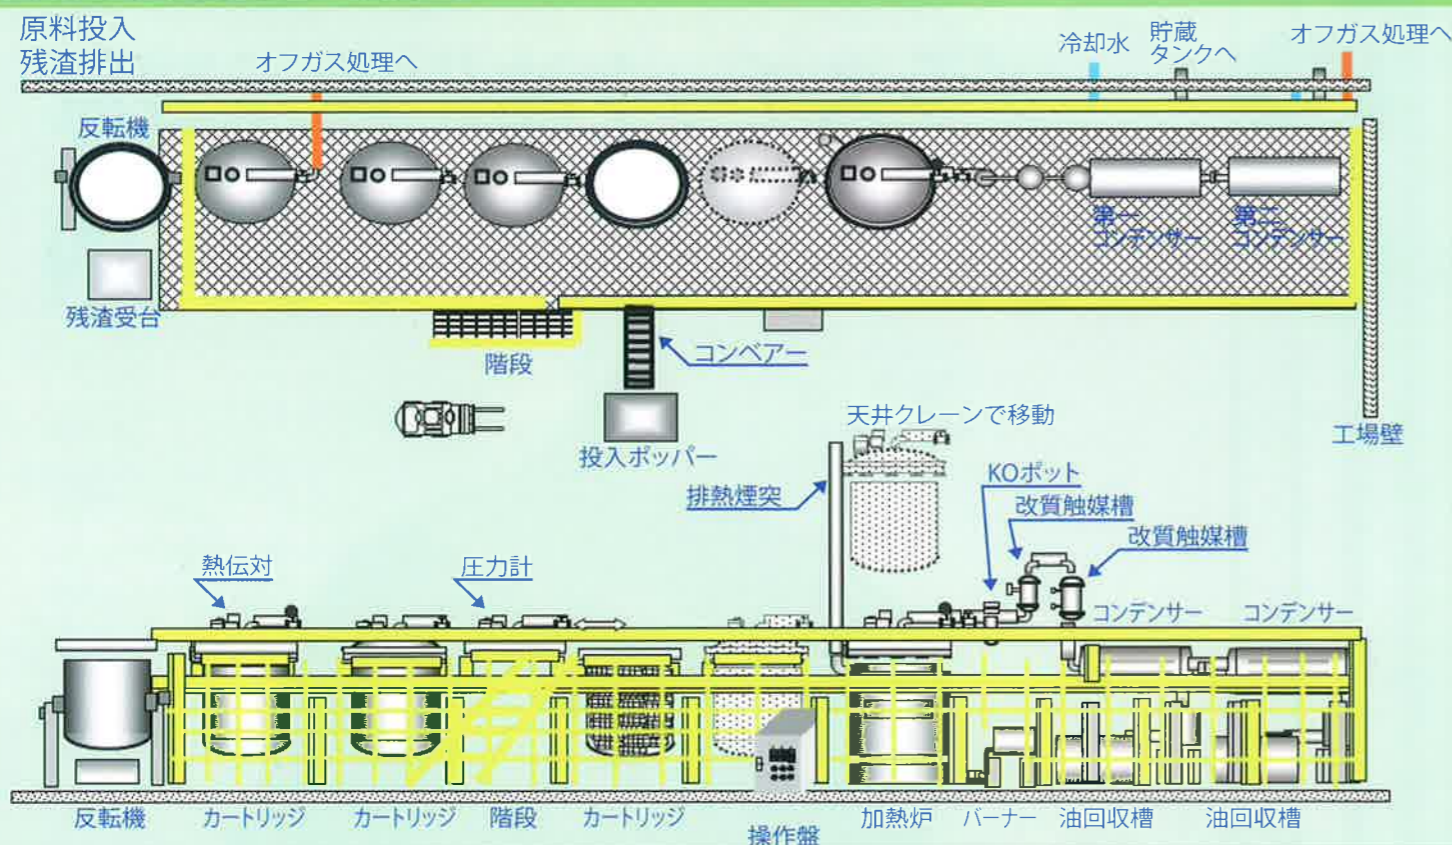 原料投入
残渣排出
オフガス処理へ
冷却水
貯蔵
タンクへ
オフガス処理へ
反転機
第一
コンデンサー
第二
コンデンサー
残渣受台
階段
コンベアー
投入ポッパー
工場壁
天井クレーンで移動
排熱煙突
KOポット
改質触媒槽
改質触媒槽
熱伝対
圧力計
コンデンサー
コンデンサー
反転機
カートリッジ
カートリッジ
階段
カートリッジ
操作盤
加熱炉
バーナー
油回収槽
油回収槽